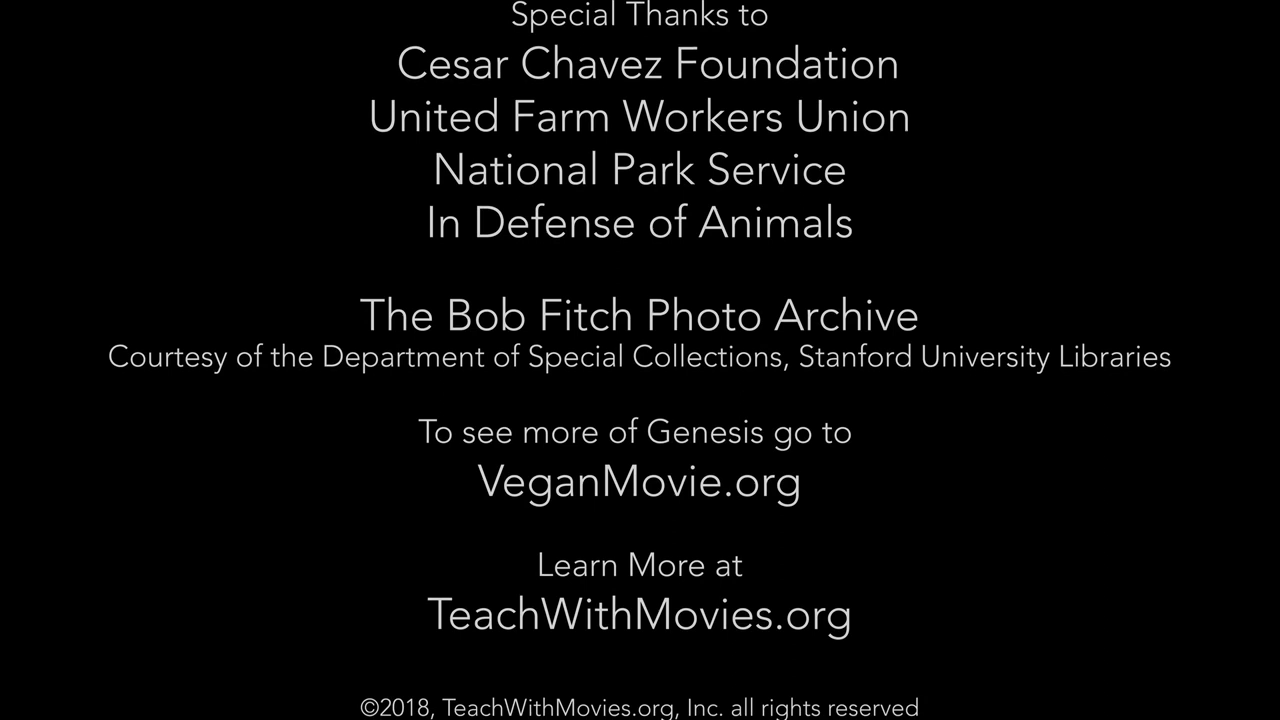 Special Thanks to
Cesar Chavez Foundation
United Farm Workers Union
National Park Service
In Defense of Animals
The Bob Fitch Photo Archive
Courtesy of the Department of Special Collections, Stanford University Libraries
To see more of Genesis go to
VeganMovie.org
Learn More at
TeachWithMovies.org
©2018, TeachWithMovies.org, Inc. all rights reserved